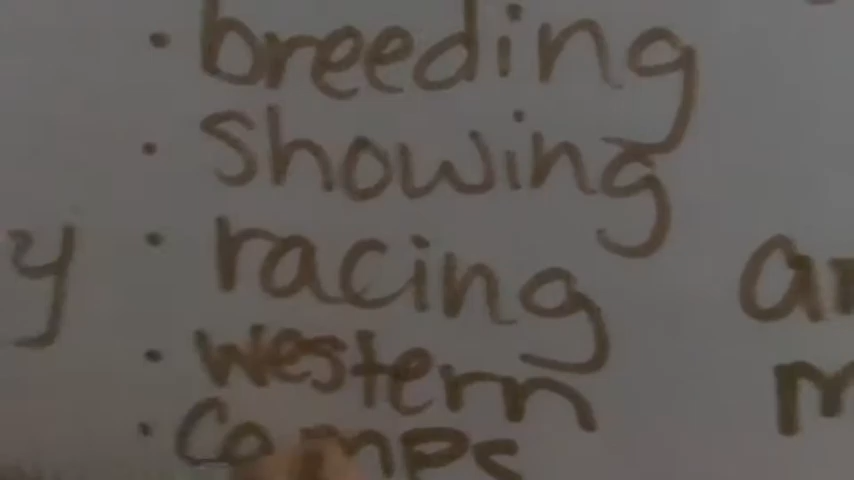 · breeding
· showing
y · racing
· western
· comps